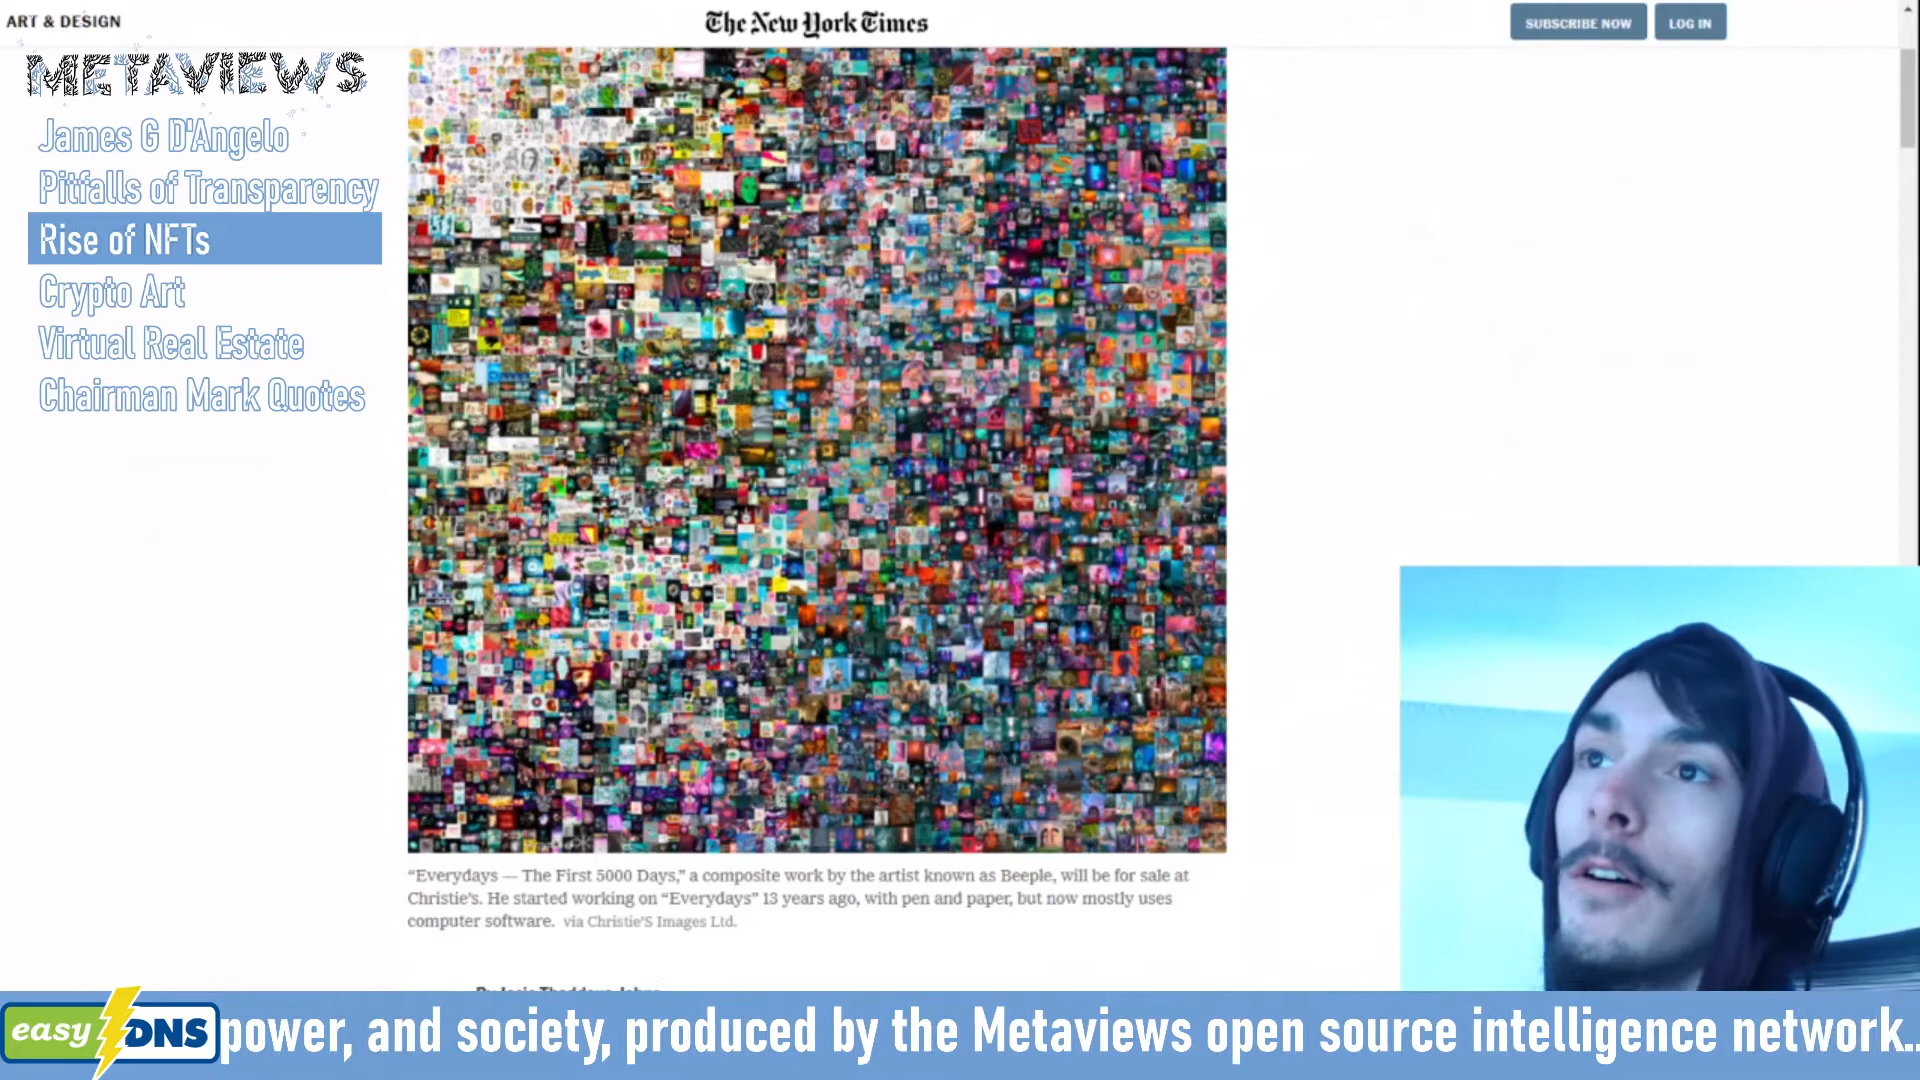 ART & DESIGN
The New York Times
SUBSCRIBE NOW
LOG IN
METAVIEWS
James G D'Angelo
Pitfalls of Transparency
Rise of NFTs
Crypto Art
Virtual Real Estate
Chairman Mark Quotes
“Everydays — The First 5000 Days,” a composite work by the artist known as Beeple, will be for sale at
Christie’s. He started working on “Everydays” 13 years ago, with pen and paper, but now mostly uses
computer software. via Christie’S Images Ltd.
easyDNS
power, and society, produced by the Metaviews open source intelligence network..